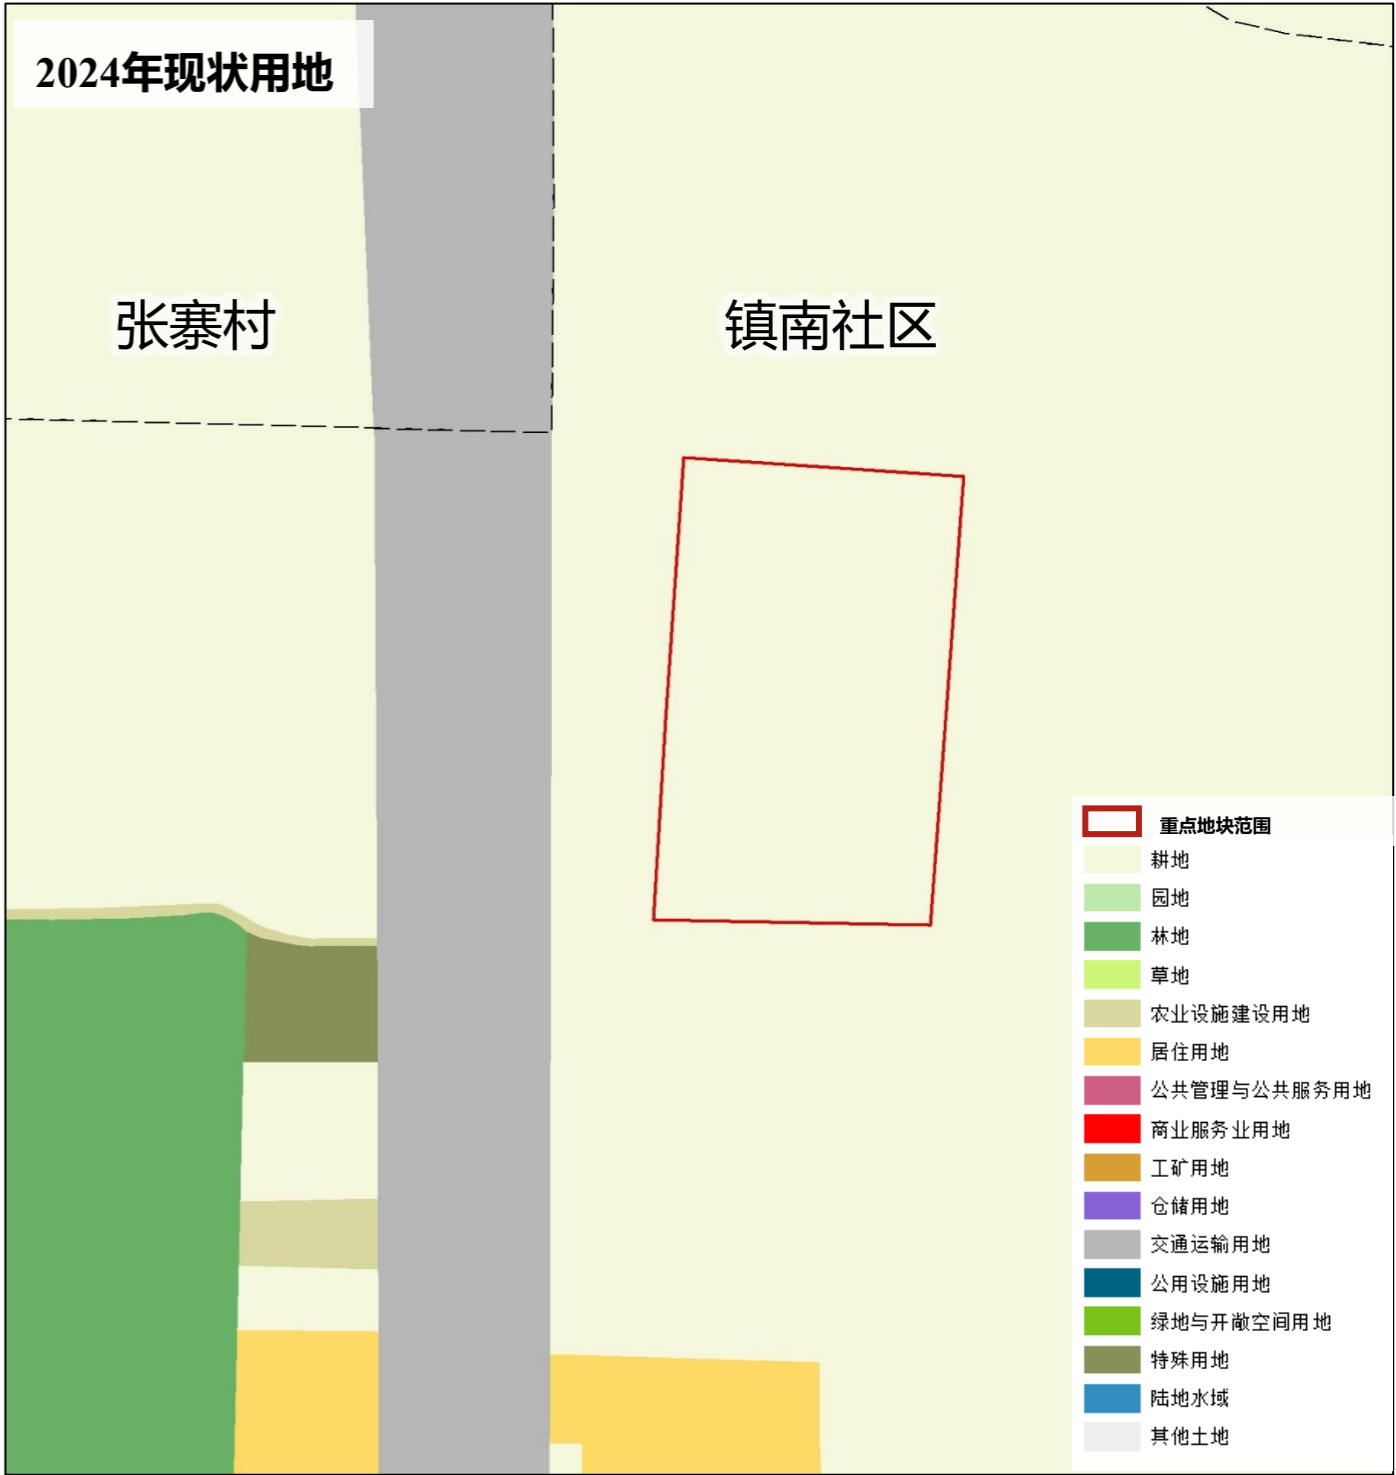 2024年现状用地
张寨村
镇南社区
重点地块范围
耕地
园地
林地
草地
农业设施建设用地
居住用地
公共管理与公共服务用地
商业服务业用地
工矿用地
仓储用地
交通运输用地
公用设施用地
绿地与开敞空间用地
特殊用地
陆地水域
其他土地